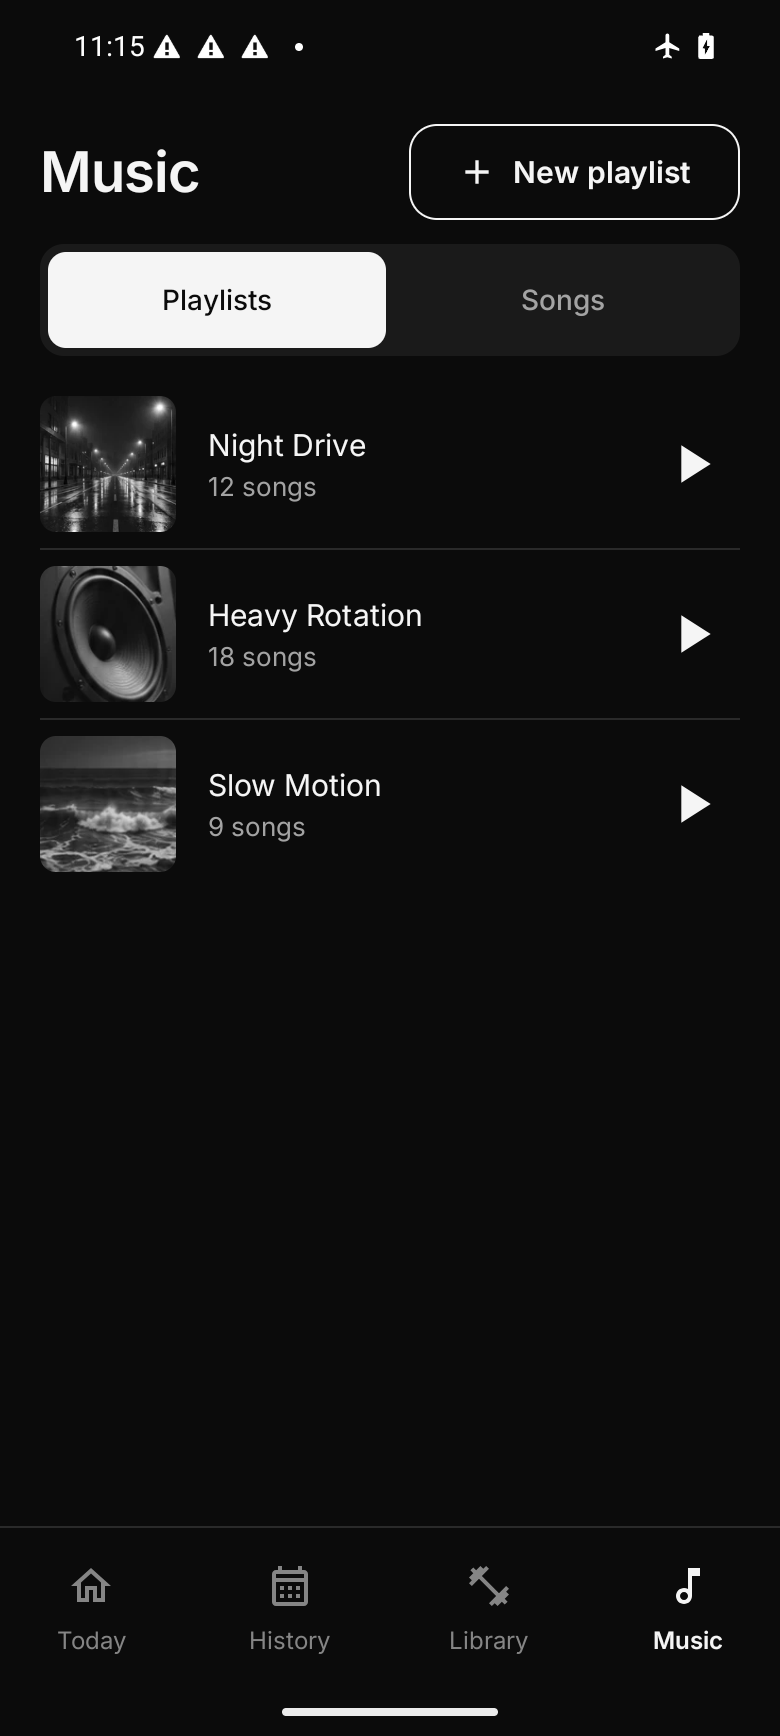 11:15
Music
New playlist
Playlists
Songs
Night Drive
12 songs
Heavy Rotation
18 songs
Slow Motion
9 songs
Today
History
Library
Music